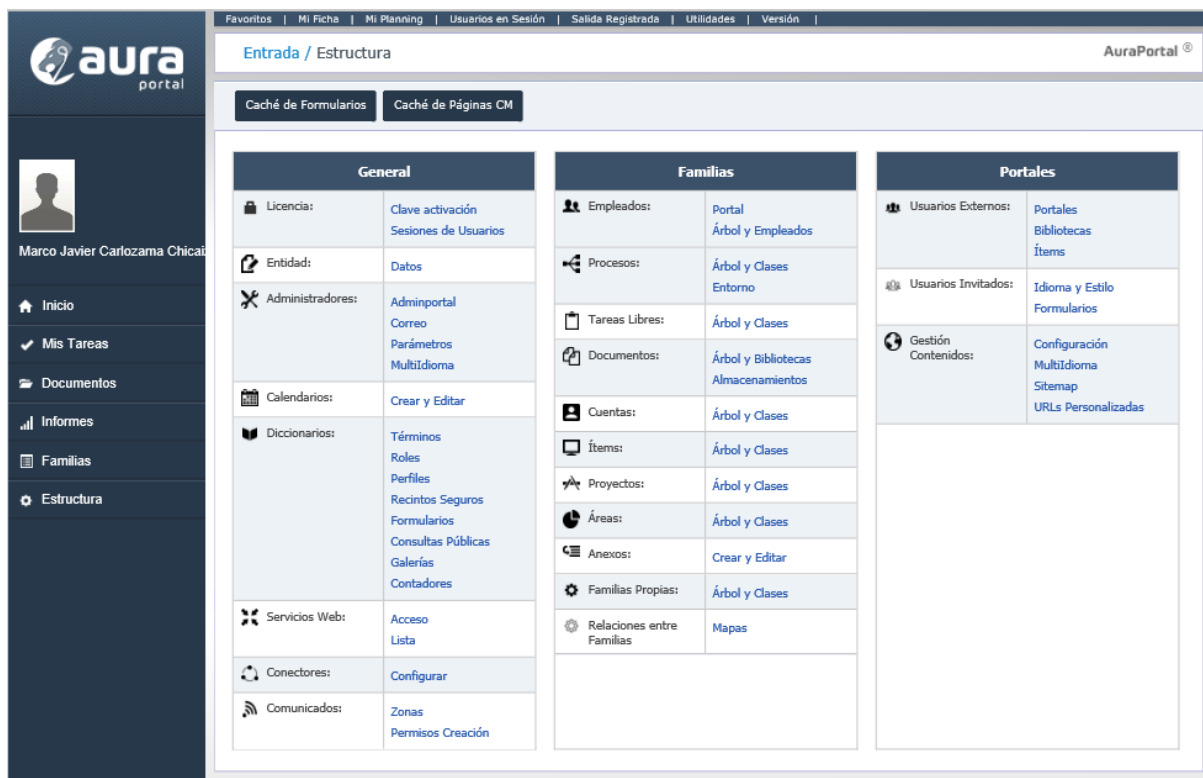 Favoritos | Mi Ficha | Mi Planning | Usuarios en Sesión | Salida Registrada | Utilidades | Versión |
aura
portal
Entrada / Estructura
AuraPortal ®
Caché de Formularios
Caché de Páginas CM
Marco Javier Carlozama Chicai
Inicio
Mis Tareas
Documentos
Informes
Familias
Estructura
General
Licencia:
Clave activación
Sesiones de Usuarios
Entidad:
Datos
Administradores:
Adminportal
Correo
Parámetros
MultiIdioma
Calendarios:
Crear y Editar
Diccionarios:
Términos
Roles
Perfiles
Recintos Seguros
Formularios
Consultas Públicas
Galerías
Contadores
Servicios Web:
Acceso
Lista
Conectores:
Configurar
Comunicados:
Zonas
Permisos Creación
Familias
Empleados:
Portal
Árbol y Empleados
Procesos:
Árbol y Clases
Entorno
Tareas Libres:
Árbol y Clases
Documentos:
Árbol y Bibliotecas
Almacenamientos
Cuentas:
Árbol y Clases
Ítems:
Árbol y Clases
Proyectos:
Árbol y Clases
Áreas:
Árbol y Clases
Anexos:
Crear y Editar
Familias Propias:
Árbol y Clases
Relaciones entre
Familias
Mapas
Portales
Usuarios Externos:
Portales
Bibliotecas
Ítems
Usuarios Invitados:
Idioma y Estilo
Formularios
Gestión
Contenidos:
Configuración
MultiIdioma
Sitemap
URLs Personalizadas